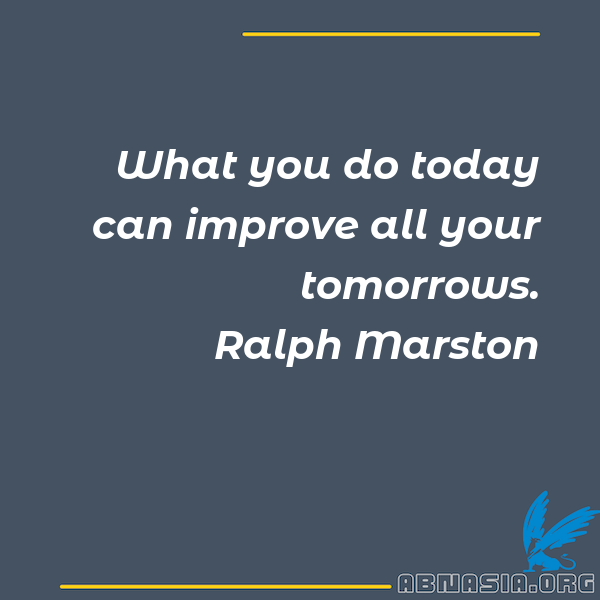 What you do today
can improve all your
tomorrows.
Ralph Marston
ABNASIA.ORG